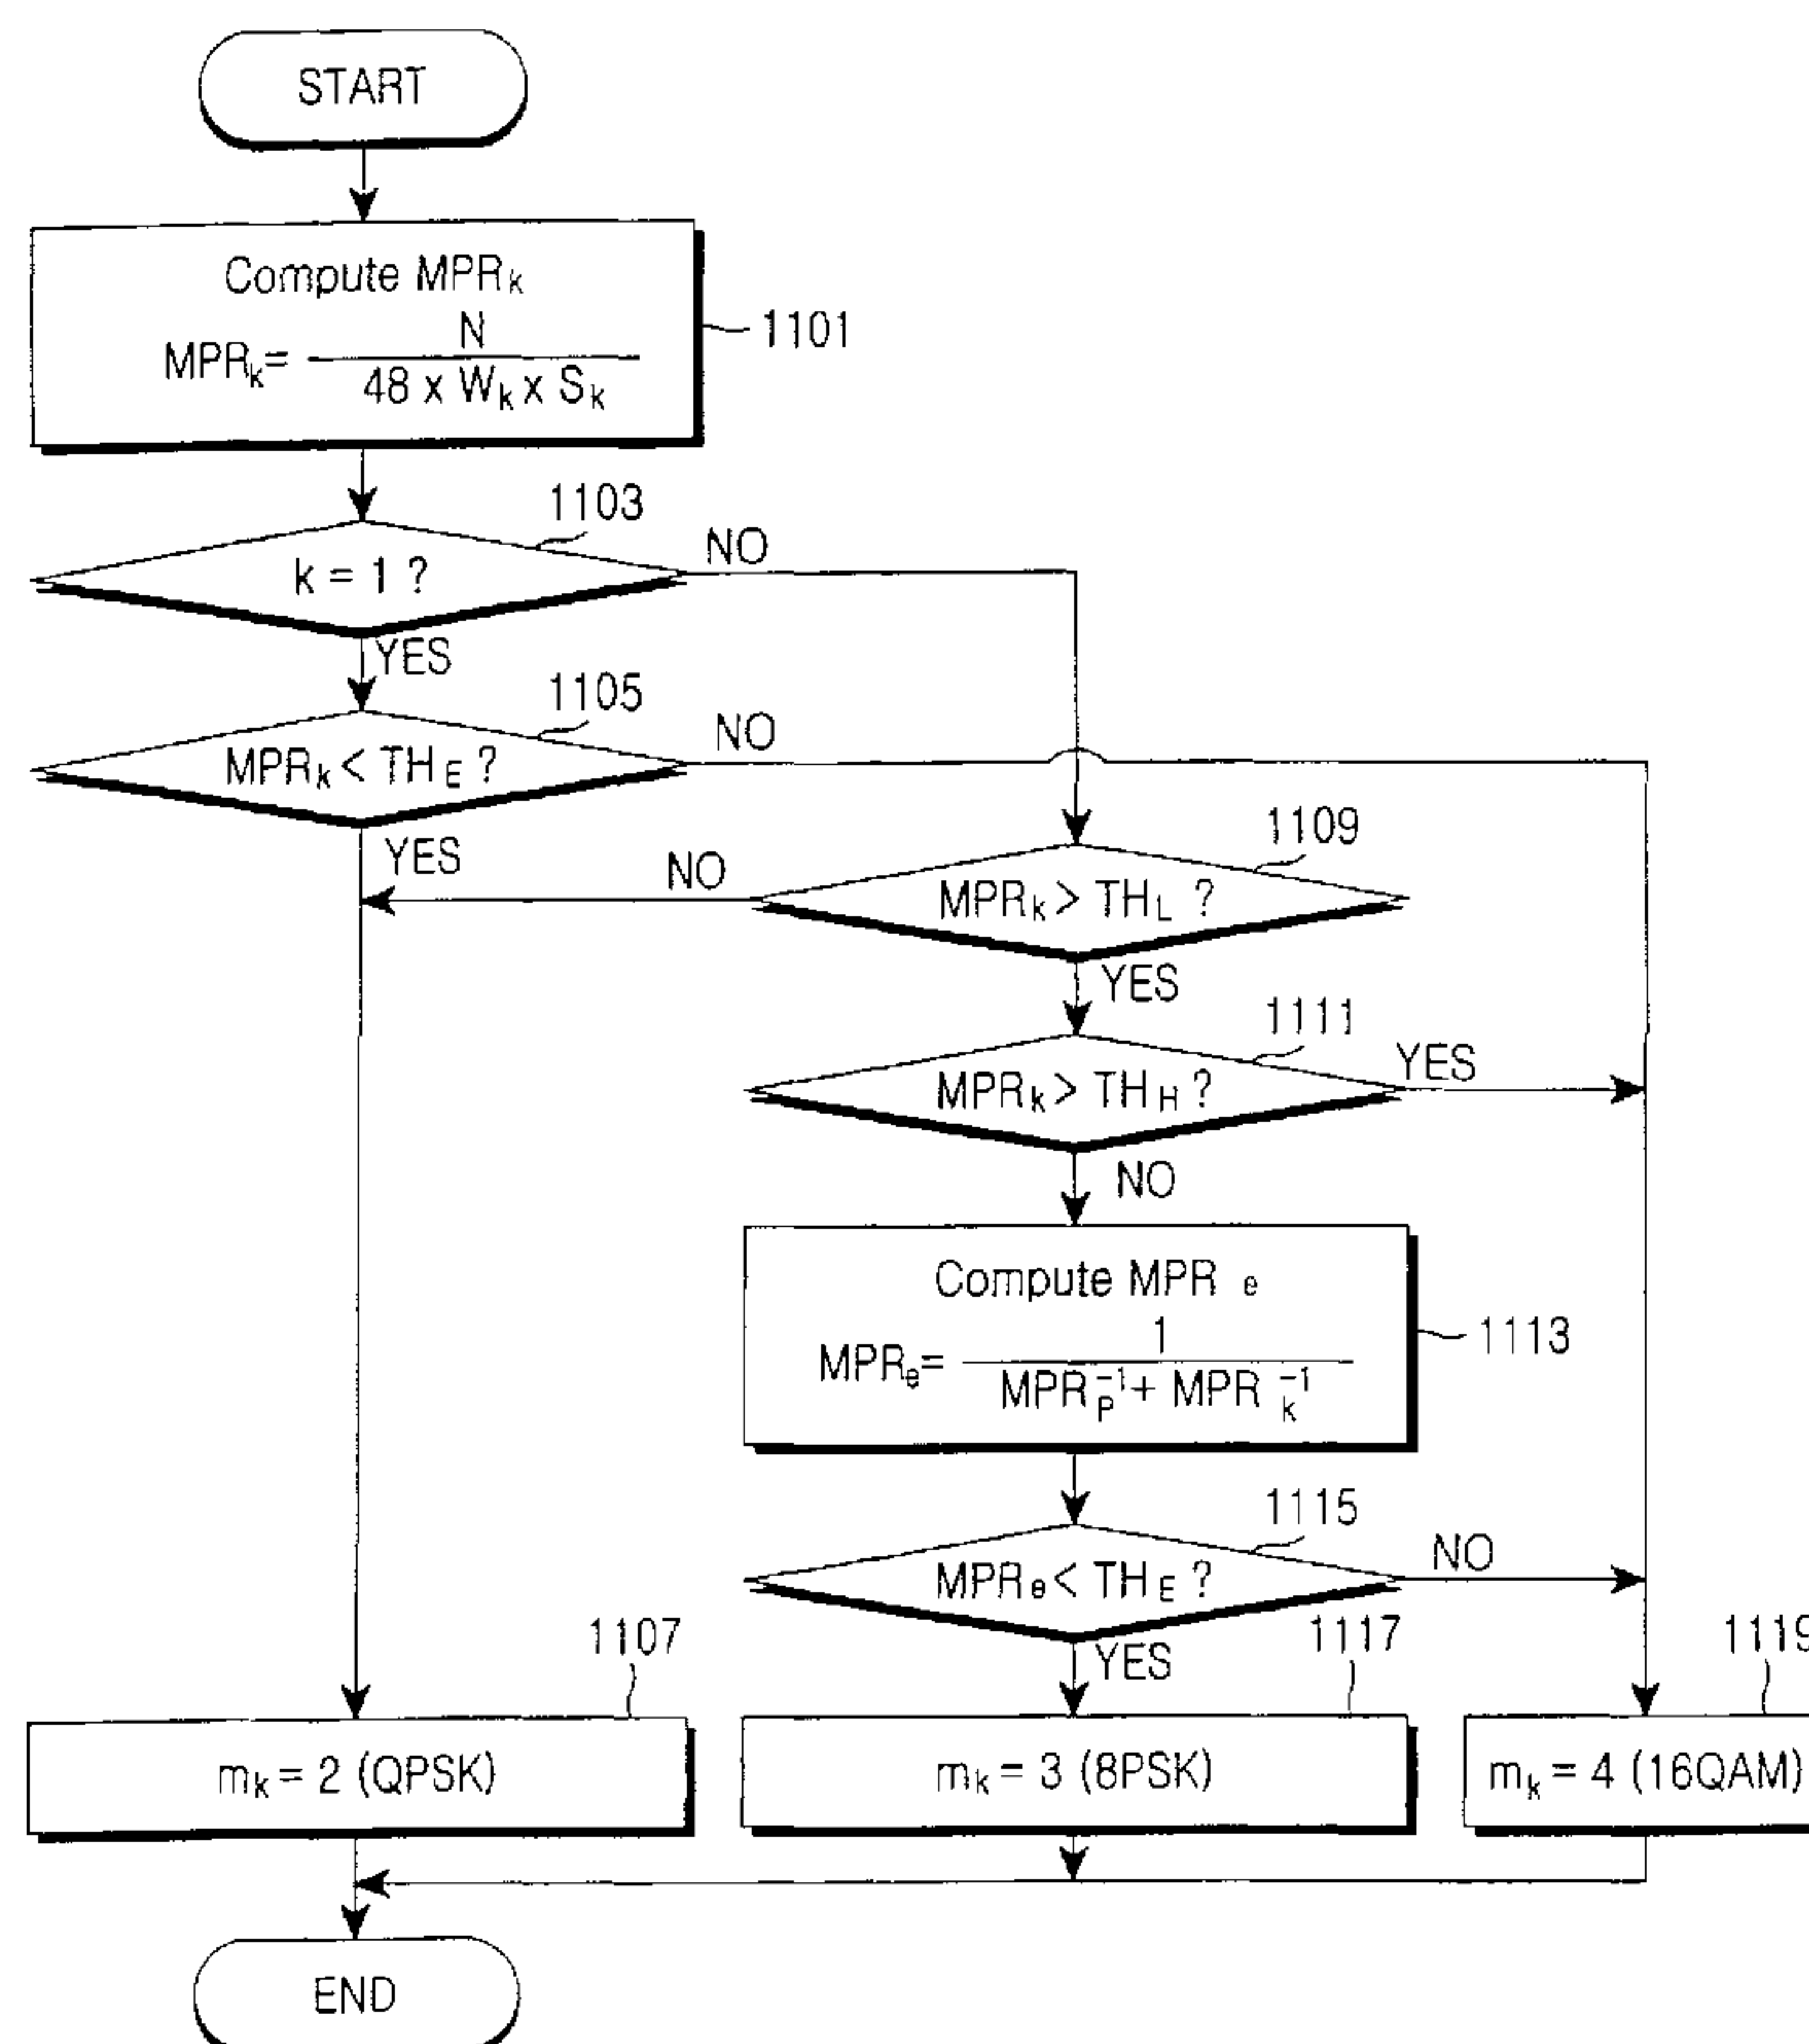 START
Compute MPRk
MPRk= N / 48 x Wk x Sk
1101
1103
k = 1 ?
NO
YES
1105
MPRk < THE ?
NO
YES
1109
MPRk > THL ?
NO
YES
1111
MPRk > THH ?
YES
NO
Compute MPR e
MPRe= 1 / MPRP^-1 + MPR k^-1
1113
1115
MPRe < THE ?
NO
YES
1107
1117
1119
mk = 2 (QPSK)
mk = 3 (8PSK)
mk = 4 (16QAM)
END